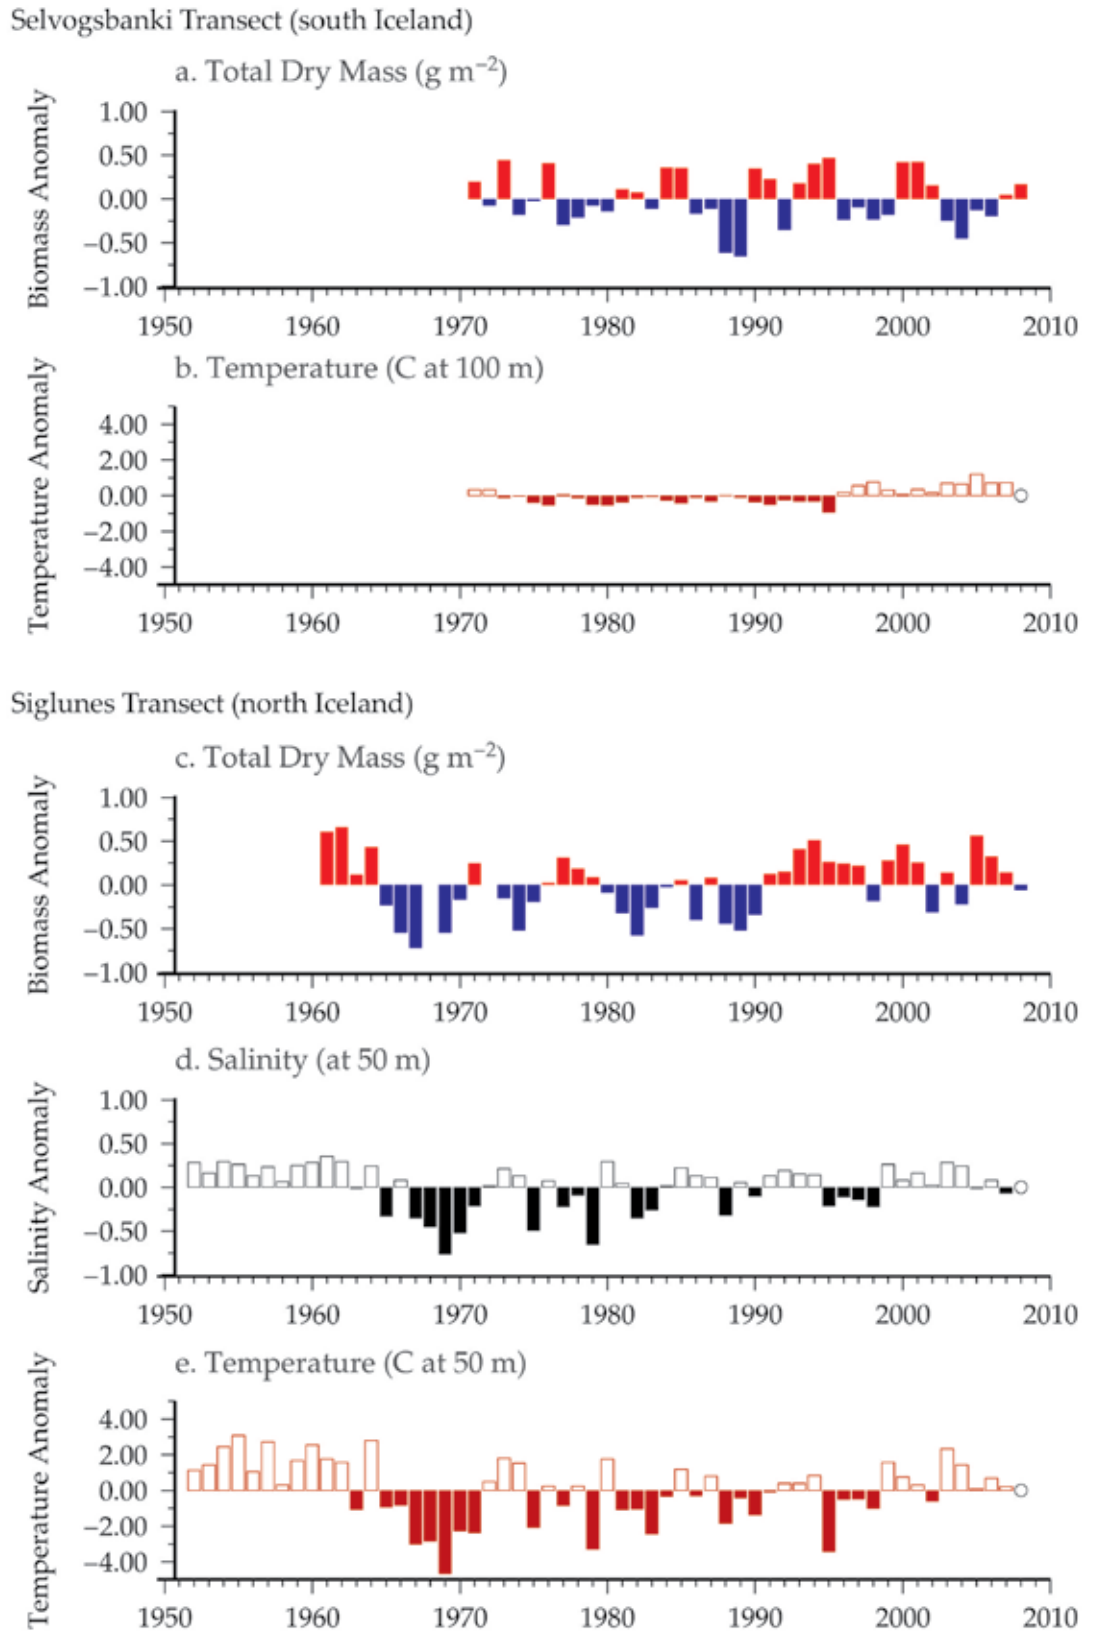 Selvogsbanki Transect (south Iceland)
a. Total Dry Mass (g m⁻²)
Biomass Anomaly
1.00
0.50
0.00
−0.50
−1.00
1950 1960 1970 1980 1990 2000 2010
b. Temperature (C at 100 m)
Temperature Anomaly
4.00
2.00
0.00
−2.00
−4.00
1950 1960 1970 1980 1990 2000 2010
Siglunes Transect (north Iceland)
c. Total Dry Mass (g m⁻²)
Biomass Anomaly
1.00
0.50
0.00
−0.50
−1.00
1950 1960 1970 1980 1990 2000 2010
d. Salinity (at 50 m)
Salinity Anomaly
1.00
0.50
0.00
−0.50
−1.00
1950 1960 1970 1980 1990 2000 2010
e. Temperature (C at 50 m)
Temperature Anomaly
4.00
2.00
0.00
−2.00
−4.00
1950 1960 1970 1980 1990 2000 2010